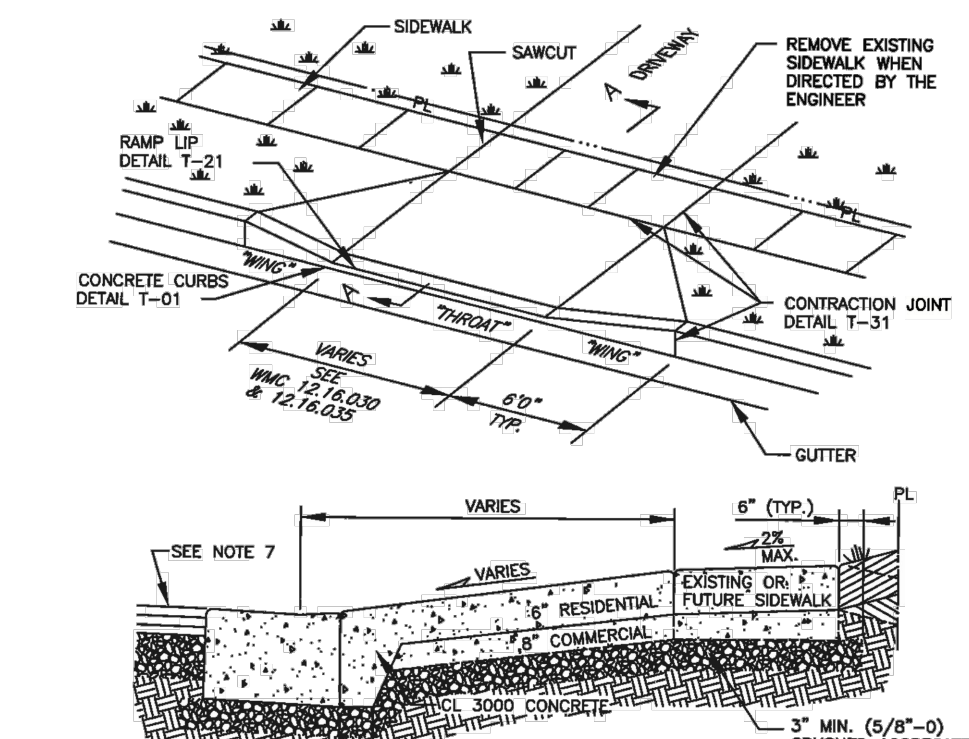 SIDEWALK
SAWCUT
DRIVEWAY
A
REMOVE EXISTING
SIDEWALK WHEN
DIRECTED BY THE
ENGINEER
PL
RAMP LIP
DETAIL T-21
PL
"WING"
CONCRETE CURBS
DETAIL T-01
A
"THROAT"
"WING"
CONTRACTION JOINT
DETAIL T-31
VARIES
SEE
WMC 12.16.030
& 12.16.035
6'0"
TYP.
GUTTER
PL
VARIES
6" (TYP.)
SEE NOTE 7
2%
MAX.
VARIES
EXISTING OR
FUTURE SIDEWALK
6" RESIDENTIAL
8" COMMERCIAL
CL 3000 CONCRETE
3" MIN. (5/8"-0)